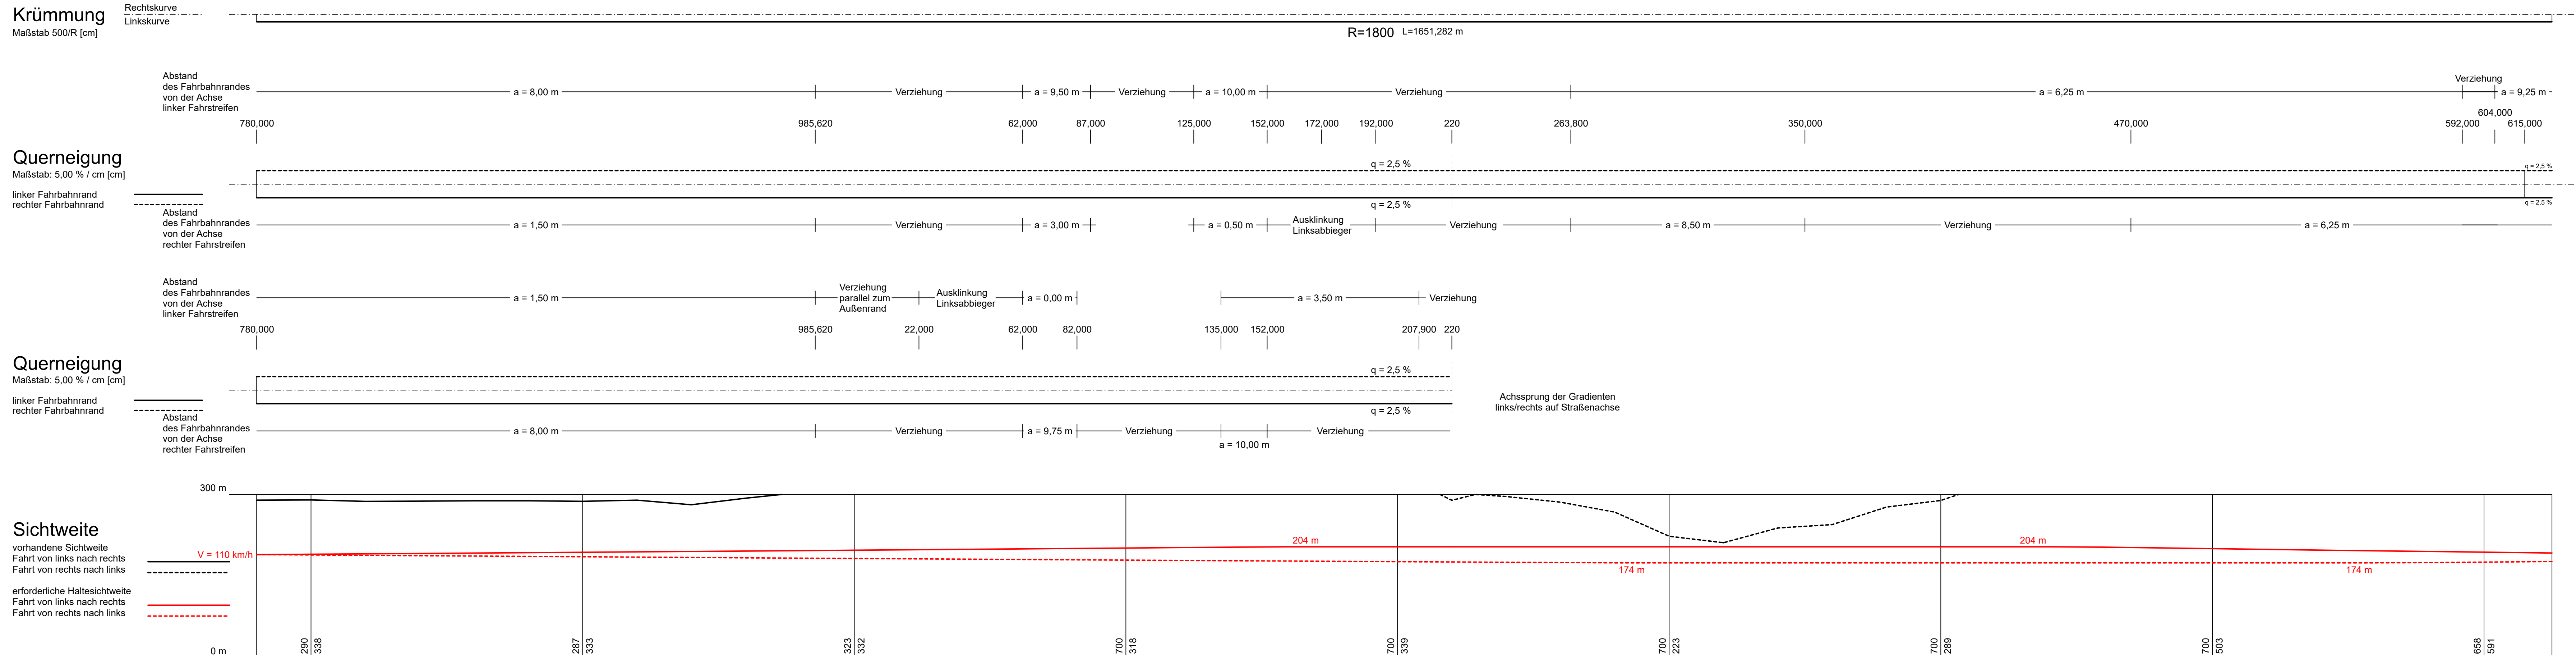 Krümmung
Maßstab 500/R [cm]
Rechtskurve
Linkskurve
R=1800 L=1651,282 m
Abstand
des Fahrbahnrandes
von der Achse
linker Fahrstreifen
a = 8,00 m
Verziehung
a = 9,50 m
Verziehung
a = 10,00 m
Verziehung
a = 6,25 m
Verziehung
a = 9,25 m
780,000
985,620
62,000
87,000
125,000
152,000
172,000
192,000
220
263,800
350,000
470,000
592,000
604,000
615,000
Querneigung
Maßstab: 5,00 % / cm [cm]
linker Fahrbahnrand
rechter Fahrbahnrand
q = 2,5 %
q = 2,5 %
q = 2,5 %
q = 2,5 %
Abstand
des Fahrbahnrandes
von der Achse
rechter Fahrstreifen
a = 1,50 m
Verziehung
a = 3,00 m
a = 0,50 m
Ausklinkung
Linksabbieger
Verziehung
a = 8,50 m
Verziehung
a = 6,25 m
Abstand
des Fahrbahnrandes
von der Achse
linker Fahrstreifen
a = 1,50 m
Verziehung
parallel zum
Außenrand
Ausklinkung
Linksabbieger
a = 0,00 m
a = 3,50 m
Verziehung
780,000
985,620
22,000
62,000
82,000
135,000
152,000
207,900
220
Querneigung
Maßstab: 5,00 % / cm [cm]
linker Fahrbahnrand
rechter Fahrbahnrand
q = 2,5 %
q = 2,5 %
Achssprung der Gradienten
links/rechts auf Straßenachse
Abstand
des Fahrbahnrandes
von der Achse
rechter Fahrstreifen
a = 8,00 m
Verziehung
a = 9,75 m
Verziehung
a = 10,00 m
Verziehung
300 m
Sichtweite
vorhandene Sichtweite
Fahrt von links nach rechts
Fahrt von rechts nach links
erforderliche Haltesichtweite
Fahrt von links nach rechts
Fahrt von rechts nach links
V = 110 km/h
204 m
204 m
174 m
174 m
0 m
290
338
287
333
323
332
700
318
700
339
700
223
700
289
700
503
658
591